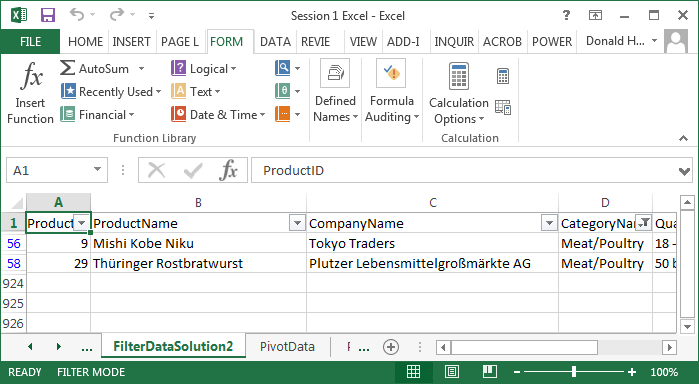 Session 1 Excel - Excel
FILE HOME INSERT PAGE L FORM DATA REVIE VIEW ADD-I INQUIR ACROB POWER Donald H...
fx Insert Function
Σ AutoSum
Recently Used
Financial
Logical
Text
Date & Time
θ
Function Library
Defined Names
Formula Auditing
Calculation Options
Calculation
A1 fx ProductID
A B C D
1 Product ProductName CompanyName CategoryNam Qua
56 9 Mishi Kobe Niku Tokyo Traders Meat/Poultry 18 -
58 29 Thüringer Rostbratwurst Plutzer Lebensmittelgroßmärkte AG Meat/Poultry 50 b
924
925
926
... FilterDataSolution2 PivotData ...
READY FILTER MODE 100%